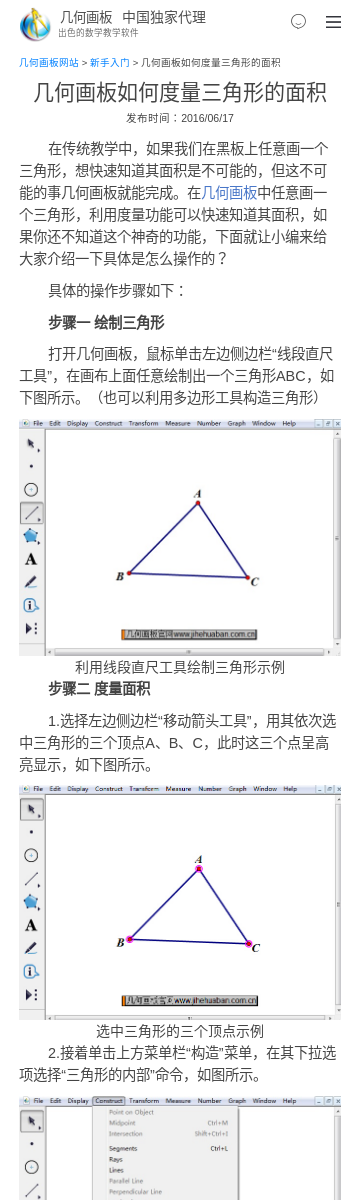 几何画板 中国独家代理
出色的数学教学软件
几何画板网站 > 新手入门 > 几何画板如何度量三角形的面积
几何画板如何度量三角形的面积
发布时间：2016/06/17
在传统教学中，如果我们在黑板上任意画一个
三角形，想快速知道其面积是不可能的，但这不可
能的事几何画板就能完成。在几何画板中任意画一
个三角形，利用度量功能可以快速知道其面积，如
果你还不知道这个神奇的功能，下面就让小编来给
大家介绍一下具体是怎么操作的？
具体的操作步骤如下：
步骤一 绘制三角形
打开几何画板，鼠标单击左边侧边栏“线段直尺
工具”，在画布上面任意绘制出一个三角形ABC，如
下图所示。（也可以利用多边形工具构造三角形）
File Edit Display Construct Transform Measure Number Graph Window Help
A
B
C
A
几何画板官网www.jihehuaban.com.cn
利用线段直尺工具绘制三角形示例
步骤二 度量面积
1.选择左边侧边栏“移动箭头工具”，用其依次选
中三角形的三个顶点A、B、C，此时这三个点呈高
亮显示，如下图所示。
File Edit Display Construct Transform Measure Number Graph Window Help
A
B
C
A
几何画板官网www.jihehuaban.com.cn
选中三角形的三个顶点示例
2.接着单击上方菜单栏“构造”菜单，在其下拉选
项选择“三角形的内部”命令，如图所示。
File Edit Display Construct Transform Measure Number Graph Window Help
Point on Object
Midpoint Ctrl+M
Intersection Shift+Ctrl+I
Segments Ctrl+L
Rays
Lines
Parallel Line
Perpendicular Line